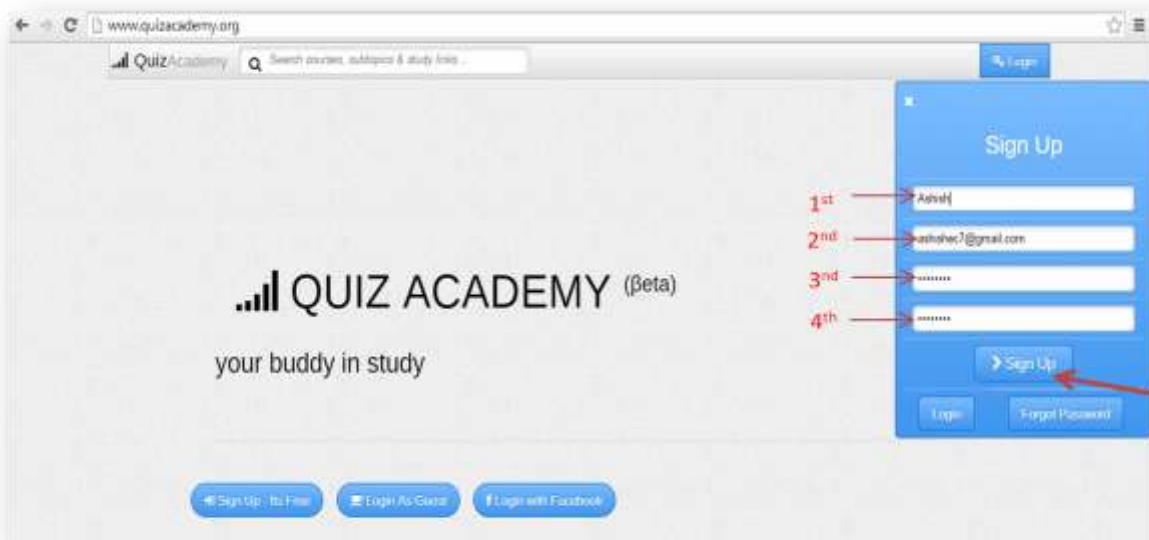 www.quizacademy.org
QuizAcademy
Search courses, subtopics & study links ...
Login
Sign Up
1st
Ashish
2nd
ashishec7@gmail.com
3nd
••••••••
4th
••••••••
QUIZ ACADEMY (βeta)
your buddy in study
Sign Up
Login
Forgot Password
Sign Up - Its Free
Login As Guest
Login with Facebook